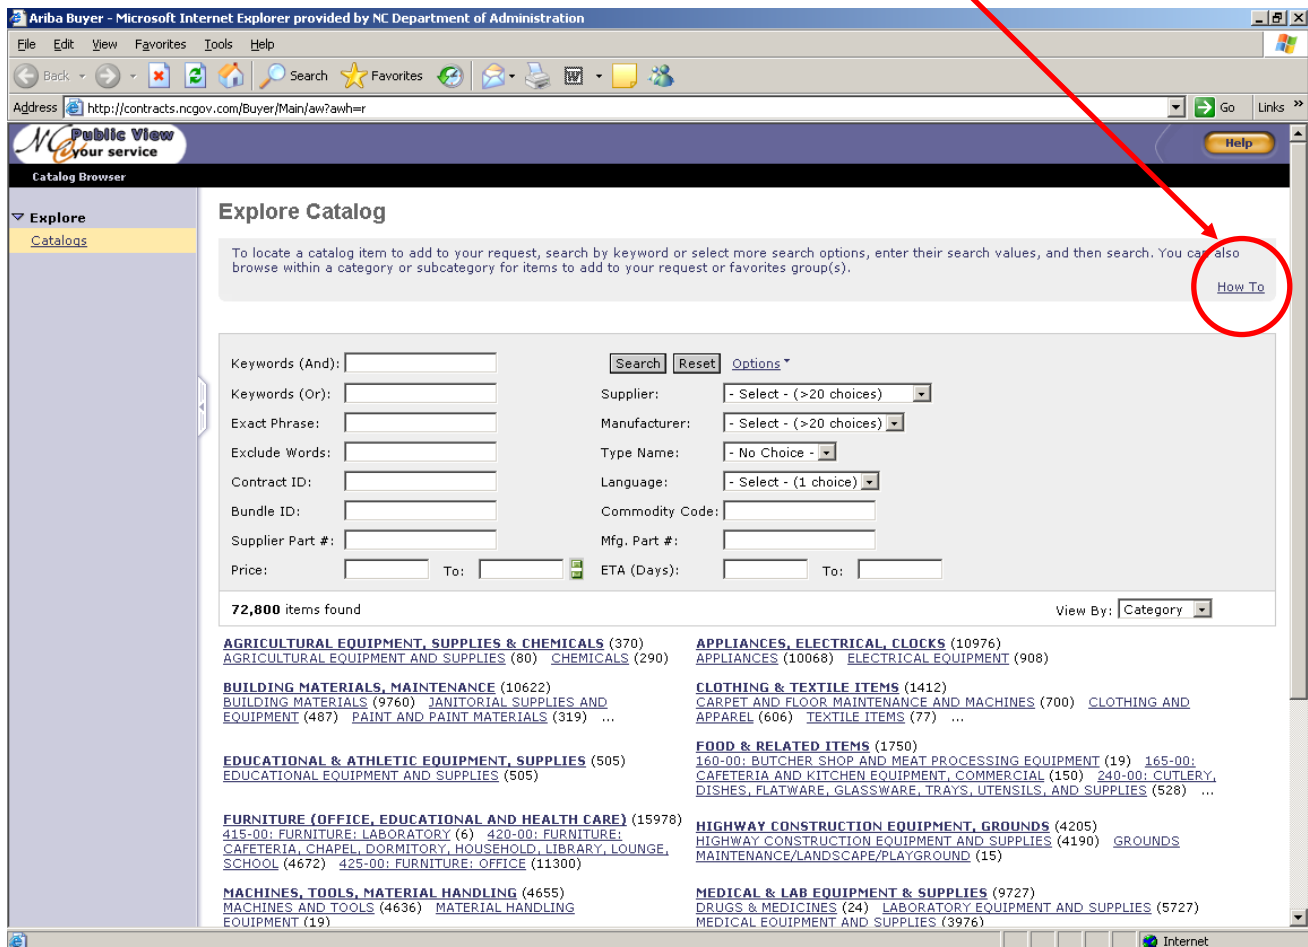 Ariba Buyer - Microsoft Internet Explorer provided by NC Department of Administration
File Edit View Favorites Tools Help
Back Search Favorites
Address http://contracts.ncgov.com/Buyer/Main/aw?awh=r Go Links »
NC Public View
@your service
Help
Catalog Browser
Explore
Catalogs
Explore Catalog
To locate a catalog item to add to your request, search by keyword or select more search options, enter their search values, and then search. You can also
browse within a category or subcategory for items to add to your request or favorites group(s).
How To
Keywords (And): Search Reset Options
Keywords (Or): Supplier: - Select - (>20 choices)
Exact Phrase: Manufacturer: - Select - (>20 choices)
Exclude Words: Type Name: - No Choice -
Contract ID: Language: - Select - (1 choice)
Bundle ID: Commodity Code:
Supplier Part #: Mfg. Part #:
Price: To: ETA (Days): To:
72,800 items found View By: Category
AGRICULTURAL EQUIPMENT, SUPPLIES & CHEMICALS (370)
AGRICULTURAL EQUIPMENT AND SUPPLIES (80) CHEMICALS (290)
APPLIANCES, ELECTRICAL, CLOCKS (10976)
APPLIANCES (10068) ELECTRICAL EQUIPMENT (908)
BUILDING MATERIALS, MAINTENANCE (10622)
BUILDING MATERIALS (9760) JANITORIAL SUPPLIES AND
EQUIPMENT (487) PAINT AND PAINT MATERIALS (319) ...
CLOTHING & TEXTILE ITEMS (1412)
CARPET AND FLOOR MAINTENANCE AND MACHINES (700) CLOTHING AND
APPAREL (606) TEXTILE ITEMS (77) ...
EDUCATIONAL & ATHLETIC EQUIPMENT, SUPPLIES (505)
EDUCATIONAL EQUIPMENT AND SUPPLIES (505)
FOOD & RELATED ITEMS (1750)
160-00: BUTCHER SHOP AND MEAT PROCESSING EQUIPMENT (19) 165-00:
CAFETERIA AND KITCHEN EQUIPMENT, COMMERCIAL (150) 240-00: CUTLERY,
DISHES, FLATWARE, GLASSWARE, TRAYS, UTENSILS, AND SUPPLIES (528) ...
FURNITURE (OFFICE, EDUCATIONAL AND HEALTH CARE) (15978)
415-00: FURNITURE: LABORATORY (6) 420-00: FURNITURE:
CAFETERIA, CHAPEL, DORMITORY, HOUSEHOLD, LIBRARY, LOUNGE,
SCHOOL (4672) 425-00: FURNITURE: OFFICE (11300)
HIGHWAY CONSTRUCTION EQUIPMENT, GROUNDS (4205)
HIGHWAY CONSTRUCTION EQUIPMENT AND SUPPLIES (4190) GROUNDS
MAINTENANCE/LANDSCAPE/PLAYGROUND (15)
MACHINES, TOOLS, MATERIAL HANDLING (4655)
MACHINES AND TOOLS (4636) MATERIAL HANDLING
EQUIPMENT (19)
MEDICAL & LAB EQUIPMENT & SUPPLIES (9727)
DRUGS & MEDICINES (24) LABORATORY EQUIPMENT AND SUPPLIES (5727)
MEDICAL EQUIPMENT AND SUPPLIES (3976)
Internet